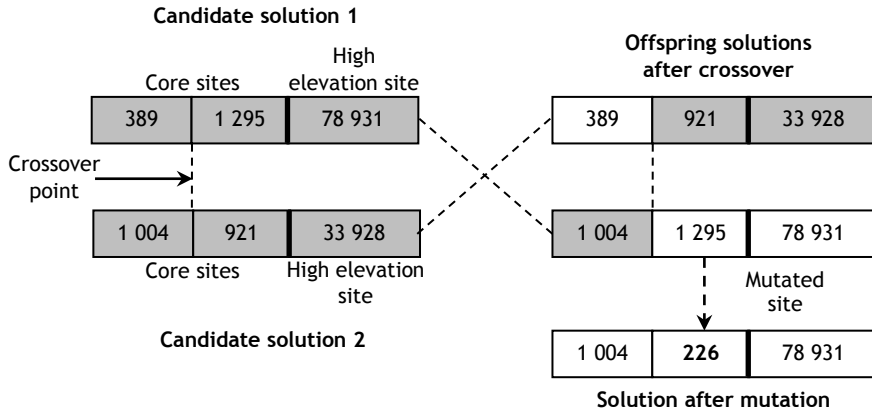 Candidate solution 1
High
elevation site
Core sites
389 1 295 78 931
Crossover
point
1 004 921 33 928
Core sites
High elevation
site
Candidate solution 2
Offspring solutions
after crossover
389 921 33 928
1 004 1 295 78 931
Mutated
site
1 004 226 78 931
Solution after mutation